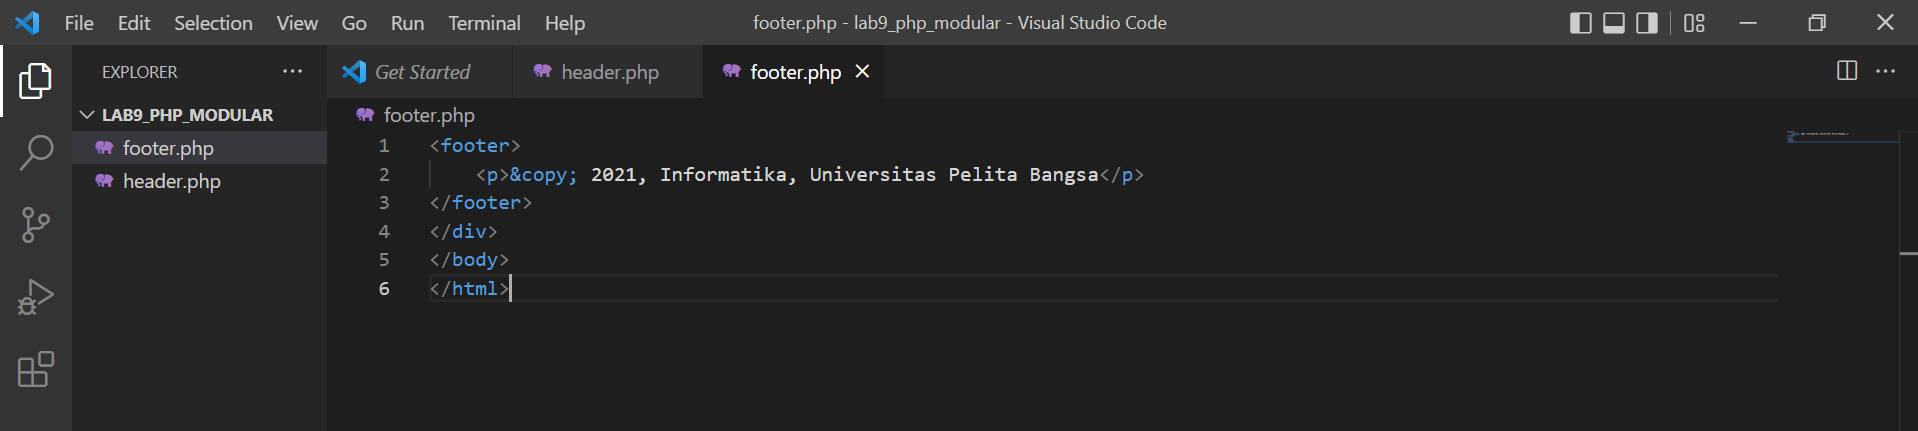 File Edit Selection View Go Run Terminal Help footer.php - lab9_php_modular - Visual Studio Code
EXPLORER
LAB9_PHP_MODULAR
footer.php
header.php
Get Started header.php footer.php
footer.php
1 <footer>
2 <p>&copy; 2021, Informatika, Universitas Pelita Bangsa</p>
3 </footer>
4 </div>
5 </body>
6 </html>